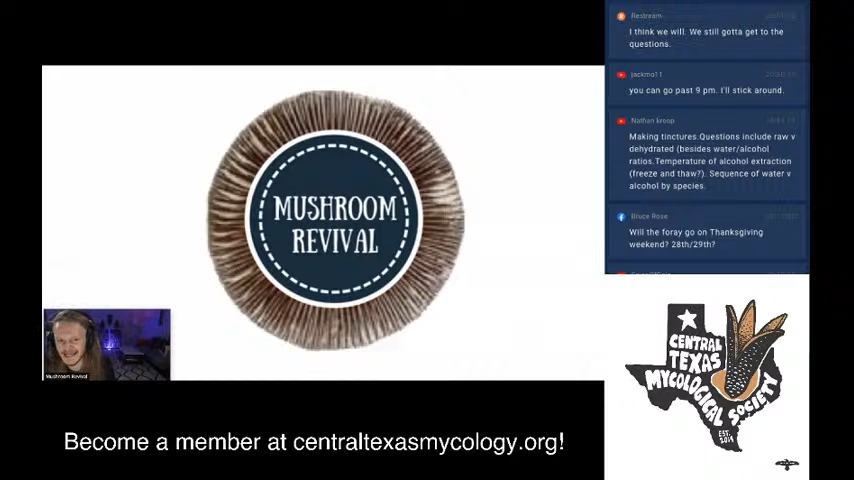 MUSHROOM
REVIVAL
Mushroom Revival
Become a member at centraltexasmycology.org!
Restream
I think we will. We still gotta get to the
questions.
jackmo11
you can go past 9 pm. I'll stick around.
Nathan kroop
Making tinctures.Questions include raw v
dehydrated (besides water/alcohol
ratios.Temperature of alcohol extraction
(freeze and thaw?). Sequence of water v
alcohol by species.
Bruce Rose
Will the foray go on Thanksgiving
weekend? 28th/29th?
CENTRAL
TEXAS
MYCOLOGICAL
SOCIETY
EST.
2019